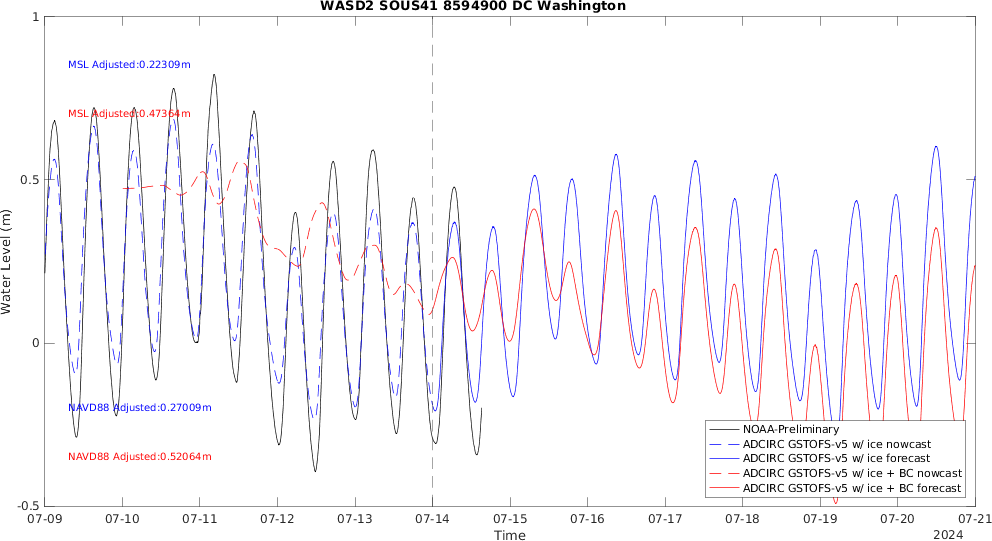 WASD2 SOUS41 8594900 DC Washington
1
MSL Adjusted:0.22309m
MSL Adjusted:0.47364m
0.5
Water Level (m)
0
NAVD88 Adjusted:0.27009m
NAVD88 Adjusted:0.52064m
NOAA-Preliminary
ADCIRC GSTOFS-v5 w/ ice nowcast
ADCIRC GSTOFS-v5 w/ ice forecast
ADCIRC GSTOFS-v5 w/ ice + BC nowcast
ADCIRC GSTOFS-v5 w/ ice + BC forecast
-0.5
07-09 07-10 07-11 07-12 07-13 07-14 07-15 07-16 07-17 07-18 07-19 07-20 07-21
Time
2024